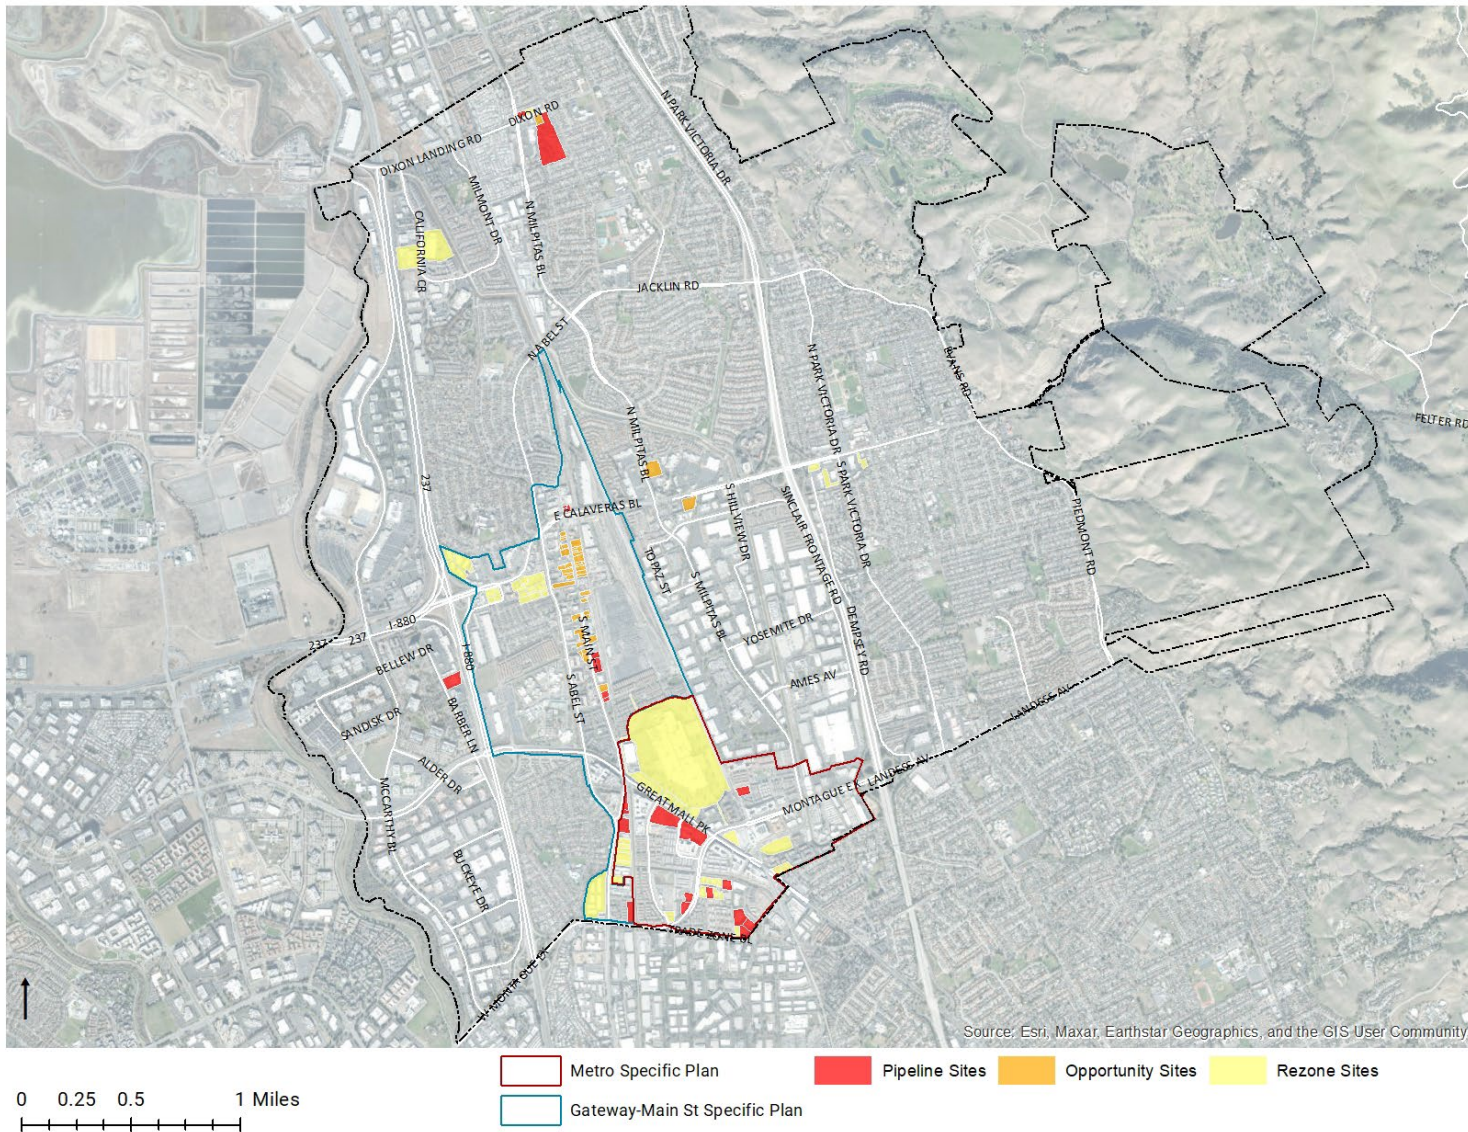 N PARK VICTORIA DR
DIXON RD
DIXON LANDING RD
MILMONT DR
N MILPITAS BL
CALIFORNIA CR
JACKLIN RD
N ABEL ST
N PARK VICTORIA DR
EVANS RD
FELTER RD
N MILPITAS BL
237
E CALAVERAS BL
S HILLVIEW DR
SINCLAIR FRONTAGE RD
S PARK VICTORIA DR
PIEDMONT RD
TOPAZ ST
S MILPITAS BL
YOSEMITE DR
DEMPSEY RD
AMES AV
237
237
I-880
I-880
BELLEW DR
S MAIN ST
S ABEL ST
BARBER LN
SANDISK DR
ALDER DR
MCCARTHY BL
LANDESS AV
LANDESS AV
MONTAGUE EX
GREAT MALL PK
BUCKEYE DR
TRADE ZONE BL
W MONTAGUE EX
Source: Esri, Maxar, Earthstar Geographics, and the GIS User Community
0 0.25 0.5 1 Miles
Metro Specific Plan
Gateway-Main St Specific Plan
Pipeline Sites
Opportunity Sites
Rezone Sites